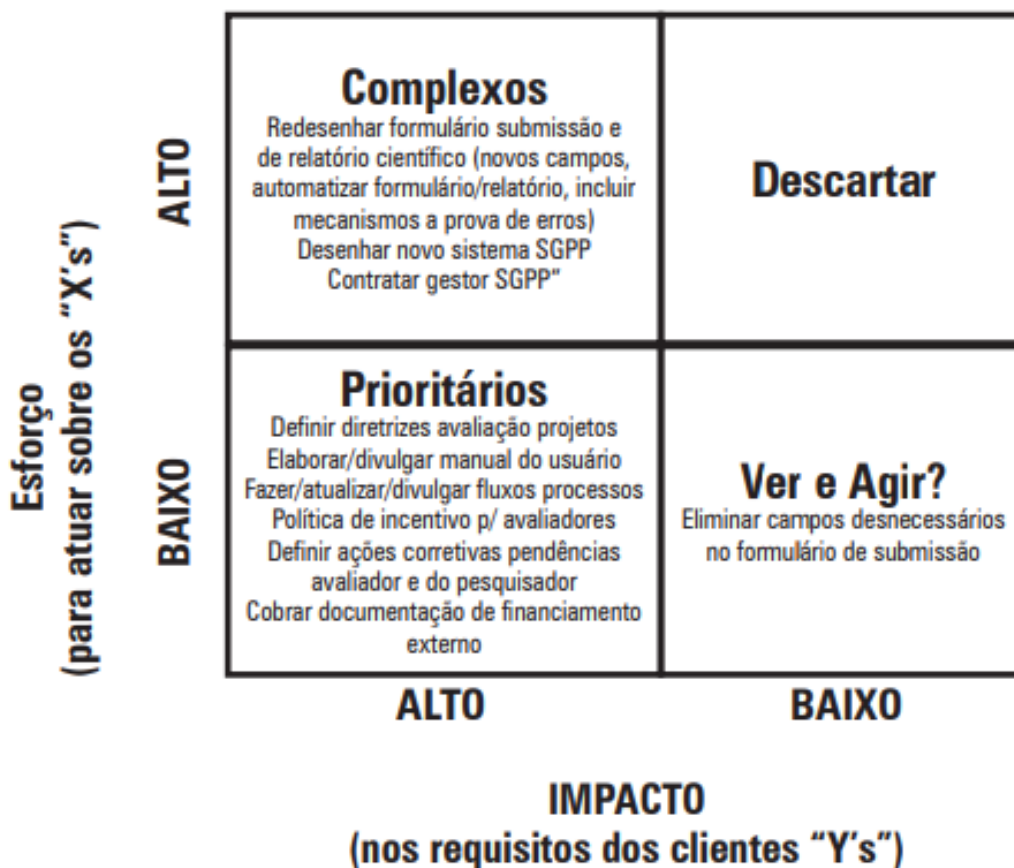 Esforço
(para atuar sobre os “X’s”)
ALTO
Complexos
Redesenhar formulário submissão e
de relatório científico (novos campos,
automatizar formulário/relatório, incluir
mecanismos a prova de erros)
Desenhar novo sistema SGPP
Contratar gestor SGPP”
Descartar
BAIXO
Prioritários
Definir diretrizes avaliação projetos
Elaborar/divulgar manual do usuário
Fazer/atualizar/divulgar fluxos processos
Política de incentivo p/ avaliadores
Definir ações corretivas pendências
avaliador e do pesquisador
Cobrar documentação de financiamento
externo
Ver e Agir?
Eliminar campos desnecessários
no formulário de submissão
ALTO
BAIXO
IMPACTO
(nos requisitos dos clientes “Y’s”)